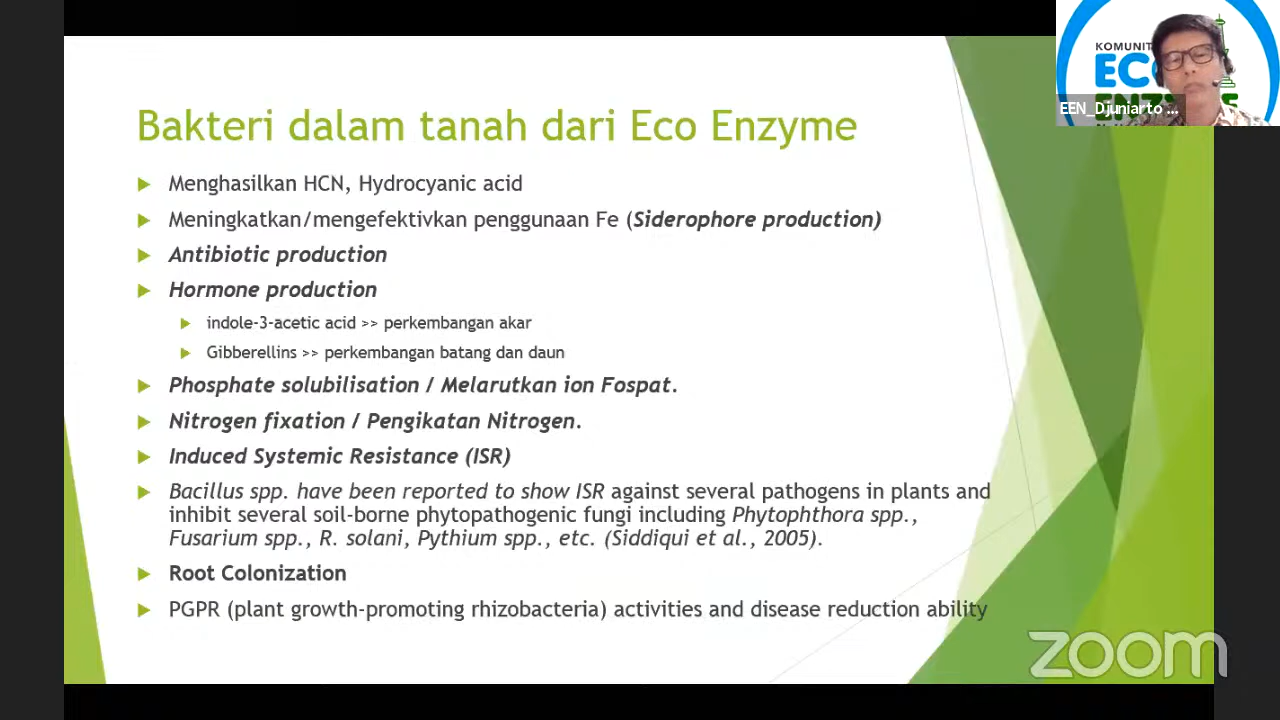 Bakteri dalam tanah dari Eco Enzyme
Menghasilkan HCN, Hydrocyanic acid
Meningkatkan/mengefektivkan penggunaan Fe (Siderophore production)
Antibiotic production
Hormone production
indole-3-acetic acid >> perkembangan akar
Gibberellins >> perkembangan batang dan daun
Phosphate solubilisation / Melarutkan ion Fospat.
Nitrogen fixation / Pengikatan Nitrogen.
Induced Systemic Resistance (ISR)
Bacillus spp. have been reported to show ISR against several pathogens in plants and
inhibit several soil-borne phytopathogenic fungi including Phytophthora spp.,
Fusarium spp., R. solani, Pythium spp., etc. (Siddiqui et al., 2005).
Root Colonization
PGPR (plant growth-promoting rhizobacteria) activities and disease reduction ability
EEN_Djuniarto ...
zoom